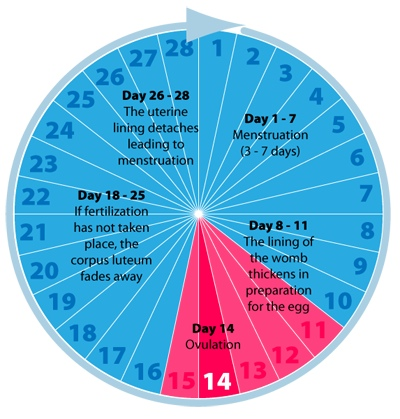 1
2
3
4
5
6
7
8
9
10
11
12
13
14
15
16
17
18
19
20
21
22
23
24
25
26
27
28
Day 1 - 7
Menstruation
(3 - 7 days)
Day 8 - 11
The lining of
the womb
thickens in
preparation
for the egg
Day 14
Ovulation
Day 18 - 25
If fertilization
has not taken
place, the
corpus luteum
fades away
Day 26 - 28
The uterine
lining detaches
leading to
menstruation